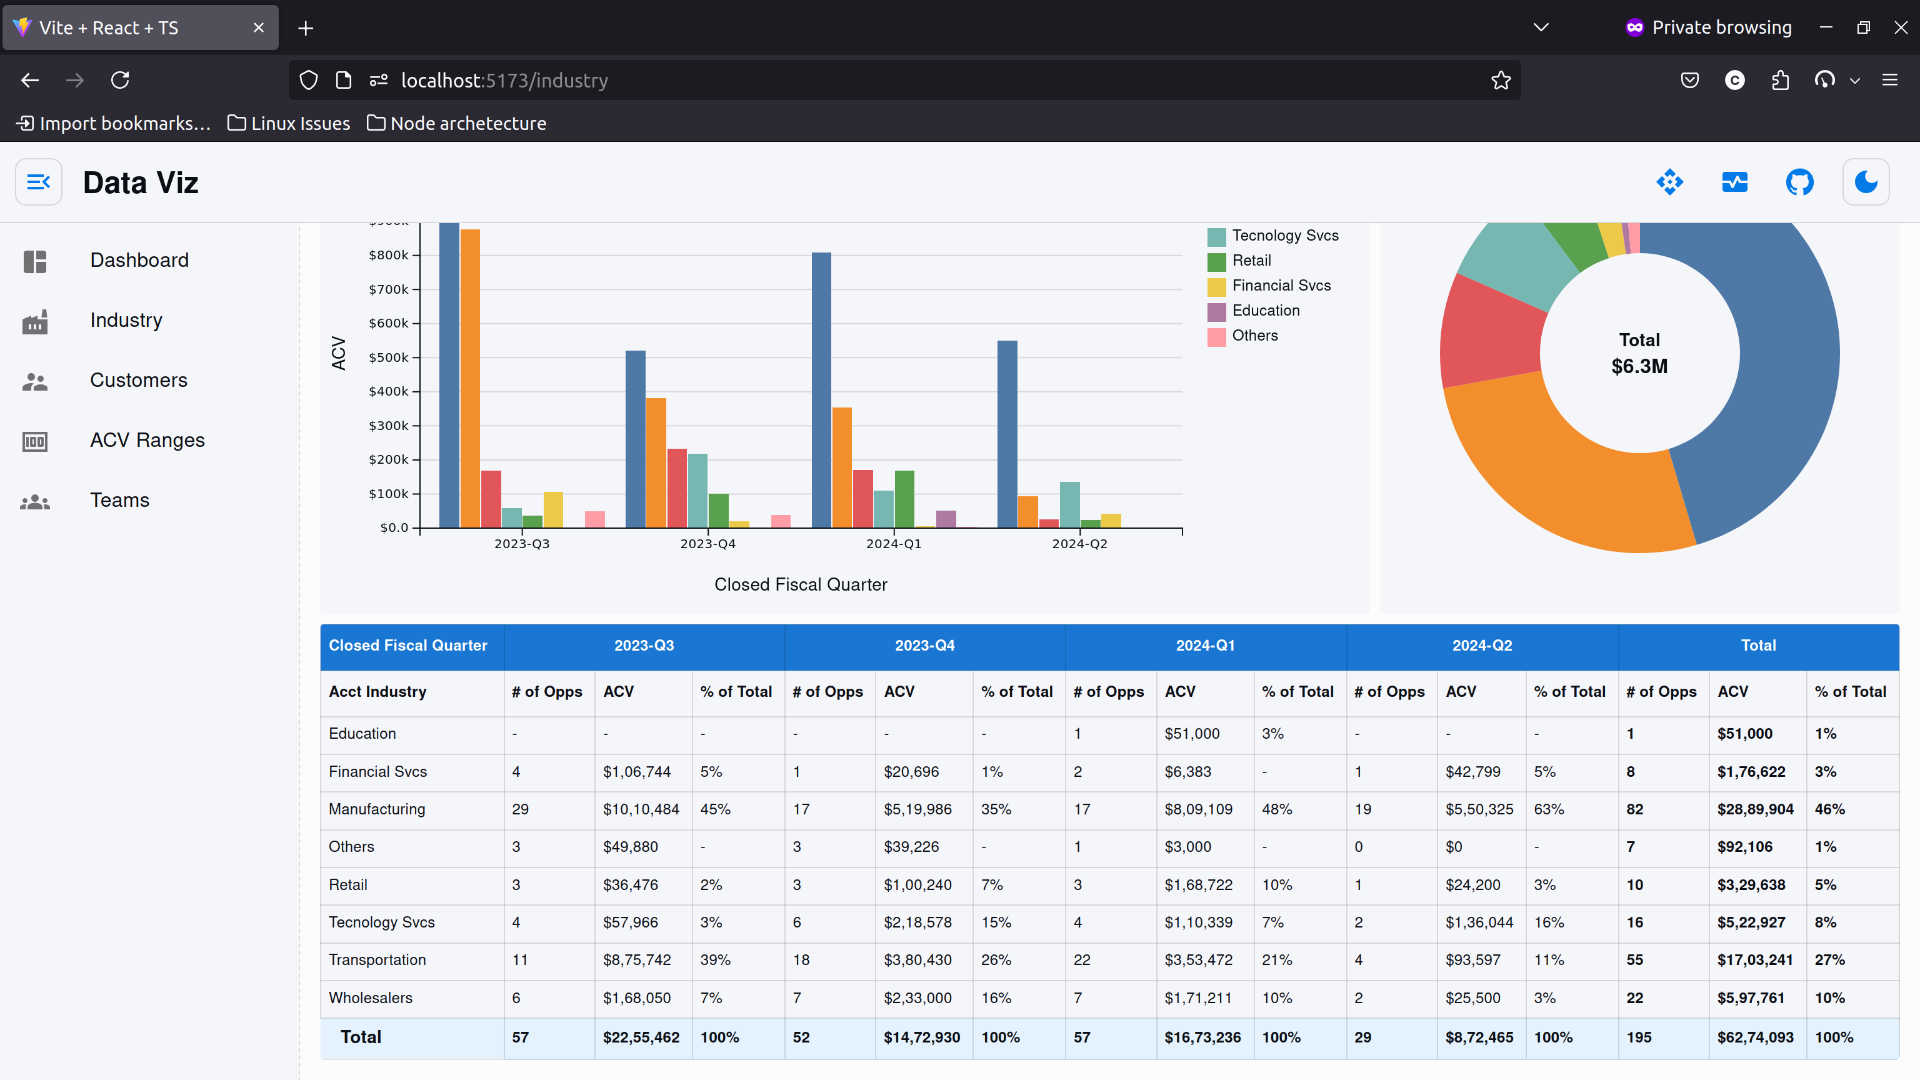 Vite + React + TS
Private browsing
localhost:5173/industry
Import bookmarks...
Linux Issues
Node archetecture
Data Viz
Dashboard
Industry
Customers
ACV Ranges
Teams
$800k
$700k
$600k
$500k
$400k
$300k
$200k
$100k
$0.0
ACV
2023-Q3 2023-Q4 2024-Q1 2024-Q2
Closed Fiscal Quarter
Tecnology Svcs
Retail
Financial Svcs
Education
Others
Total
$6.3M
Closed Fiscal Quarter 2023-Q3 2023-Q4 2024-Q1 2024-Q2 Total
Acct Industry # of Opps ACV % of Total # of Opps ACV % of Total # of Opps ACV % of Total # of Opps ACV % of Total # of Opps ACV % of Total
Education - - - - - - 1 $51,000 3% - - - 1 $51,000 1%
Financial Svcs 4 $1,06,744 5% 1 $20,696 1% 2 $6,383 - 1 $42,799 5% 8 $1,76,622 3%
Manufacturing 29 $10,10,484 45% 17 $5,19,986 35% 17 $8,09,109 48% 19 $5,50,325 63% 82 $28,89,904 46%
Others 3 $49,880 - 3 $39,226 - 1 $3,000 - 0 $0 - 7 $92,106 1%
Retail 3 $36,476 2% 3 $1,00,240 7% 3 $1,68,722 10% 1 $24,200 3% 10 $3,29,638 5%
Tecnology Svcs 4 $57,966 3% 6 $2,18,578 15% 4 $1,10,339 7% 2 $1,36,044 16% 16 $5,22,927 8%
Transportation 11 $8,75,742 39% 18 $3,80,430 26% 22 $3,53,472 21% 4 $93,597 11% 55 $17,03,241 27%
Wholesalers 6 $1,68,050 7% 7 $2,33,000 16% 7 $1,71,211 10% 2 $25,500 3% 22 $5,97,761 10%
Total 57 $22,55,462 100% 52 $14,72,930 100% 57 $16,73,236 100% 29 $8,72,465 100% 195 $62,74,093 100%